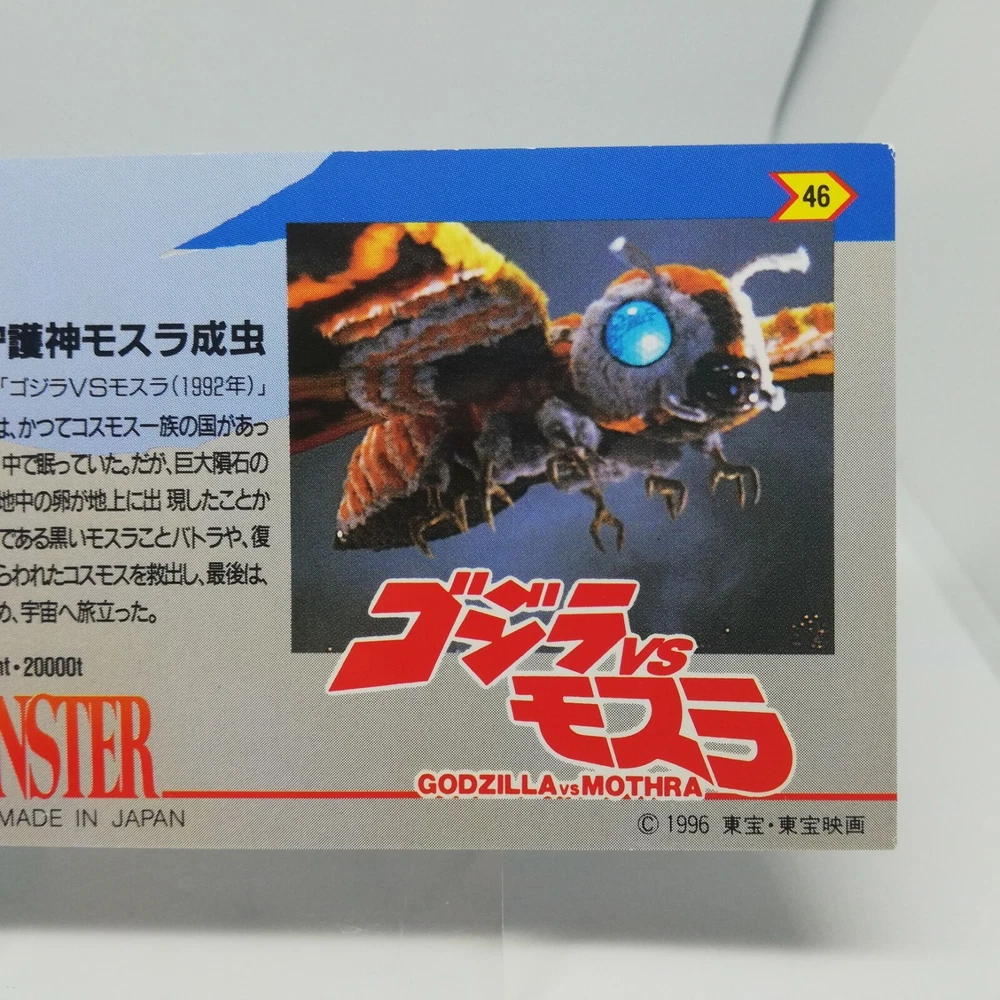 46
護神モスラ成虫
「ゴジラVSモスラ(1992年)」
は、かつてコスモス一族の国があっ
中で眠っていた。だが、巨大隕石の
地中の卵が地上に出現したことか
である黒いモスラことバトラや、復
らわれたコスモスを救出し、最後は、
め、宇宙へ旅立った。
nt・20000t
NSTER
MADE IN JAPAN
ゴジラVS
モスラ
GODZILLA VS MOTHRA
© 1996 東宝・東宝映画